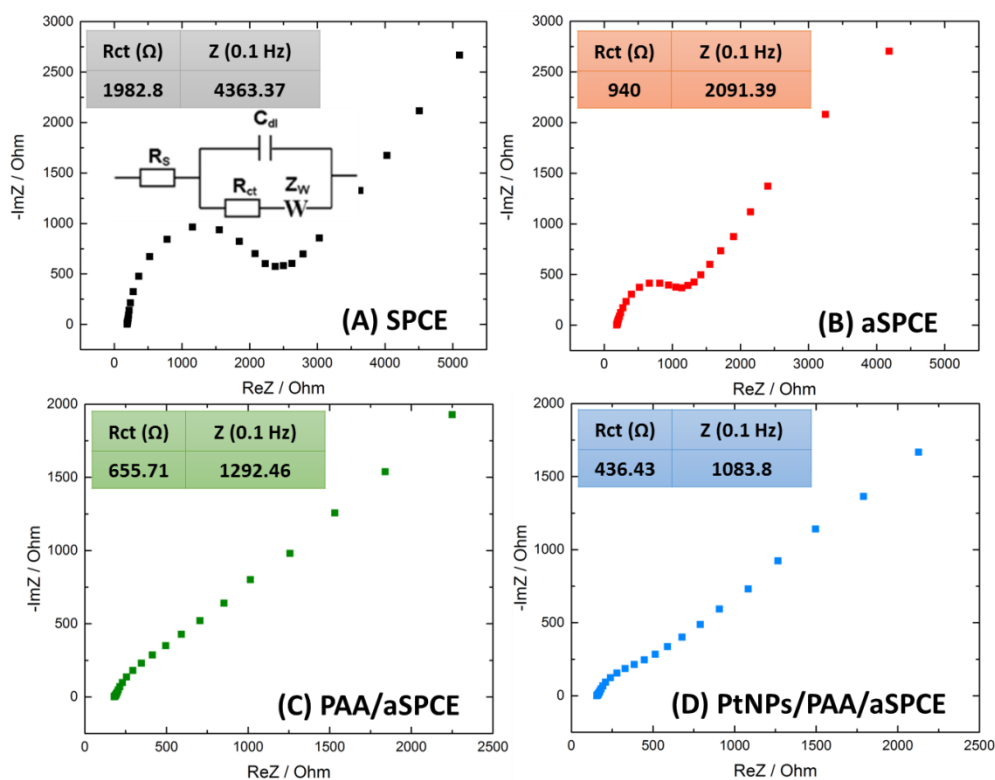 3000
2500
2000
1500
1000
500
0
-ImZ / Ohm
Rct (Ω) Z (0.1 Hz)
1982.8 4363.37
Cdl
RS
Rct ZW
W
(A) SPCE
0 1000 2000 3000 4000 5000
ReZ / Ohm
3000
2500
2000
1500
1000
500
0
-ImZ / Ohm
Rct (Ω) Z (0.1 Hz)
940 2091.39
(B) aSPCE
0 1000 2000 3000 4000 5000
ReZ / Ohm
2000
1500
1000
500
0
-ImZ / Ohm
Rct (Ω) Z (0.1 Hz)
655.71 1292.46
(C) PAA/aSPCE
0 500 1000 1500 2000 2500
ReZ / Ohm
2000
1500
1000
500
0
-ImZ / Ohm
Rct (Ω) Z (0.1 Hz)
436.43 1083.8
(D) PtNPs/PAA/aSPCE
0 500 1000 1500 2000 2500
ReZ / Ohm